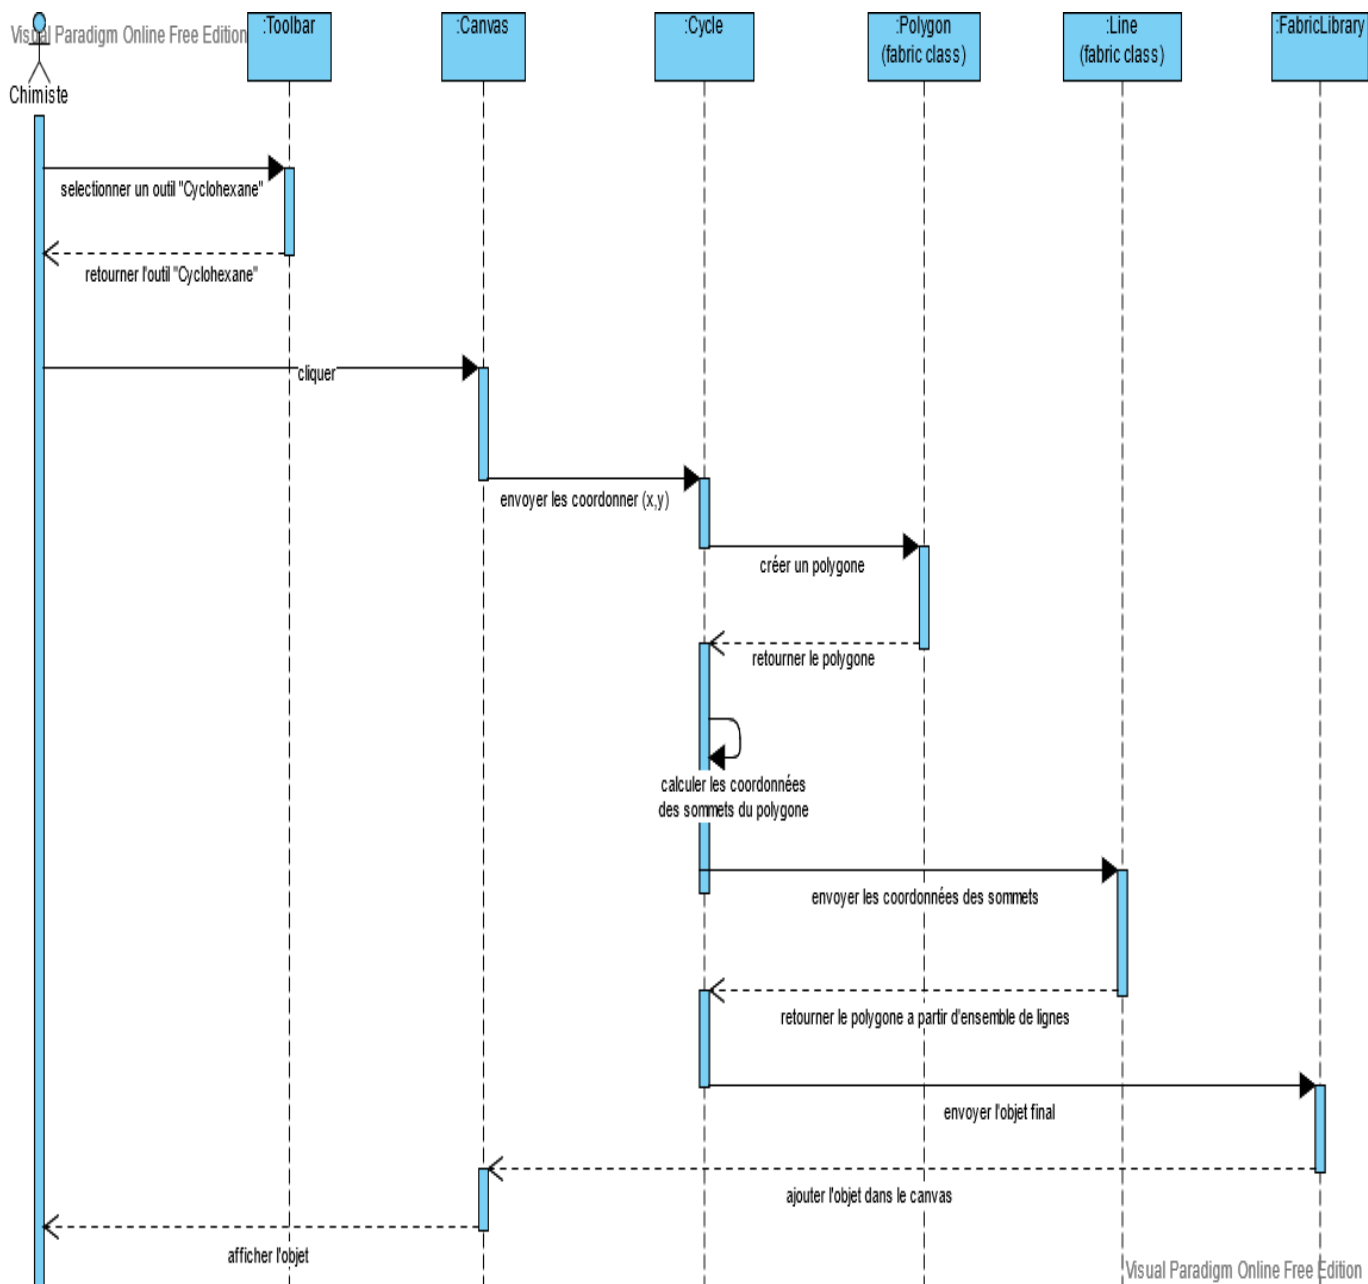 Visual Paradigm Online Free Edition
:Toolbar
:Canvas
:Cycle
:Polygon
(fabric class)
:Line
(fabric class)
:FabricLibrary
Chimiste
selectionner un outil "Cyclohexane"
retourner l'outil "Cyclohexane"
cliquer
envoyer les coordonner (x,y)
créer un polygone
retourner le polygone
calculer les coordonnées
des sommets du polygone
envoyer les coordonnées des sommets
retourner le polygone a partir d'ensemble de lignes
envoyer l'objet final
ajouter l'objet dans le canvas
afficher l'objet
Visual Paradigm Online Free Edition